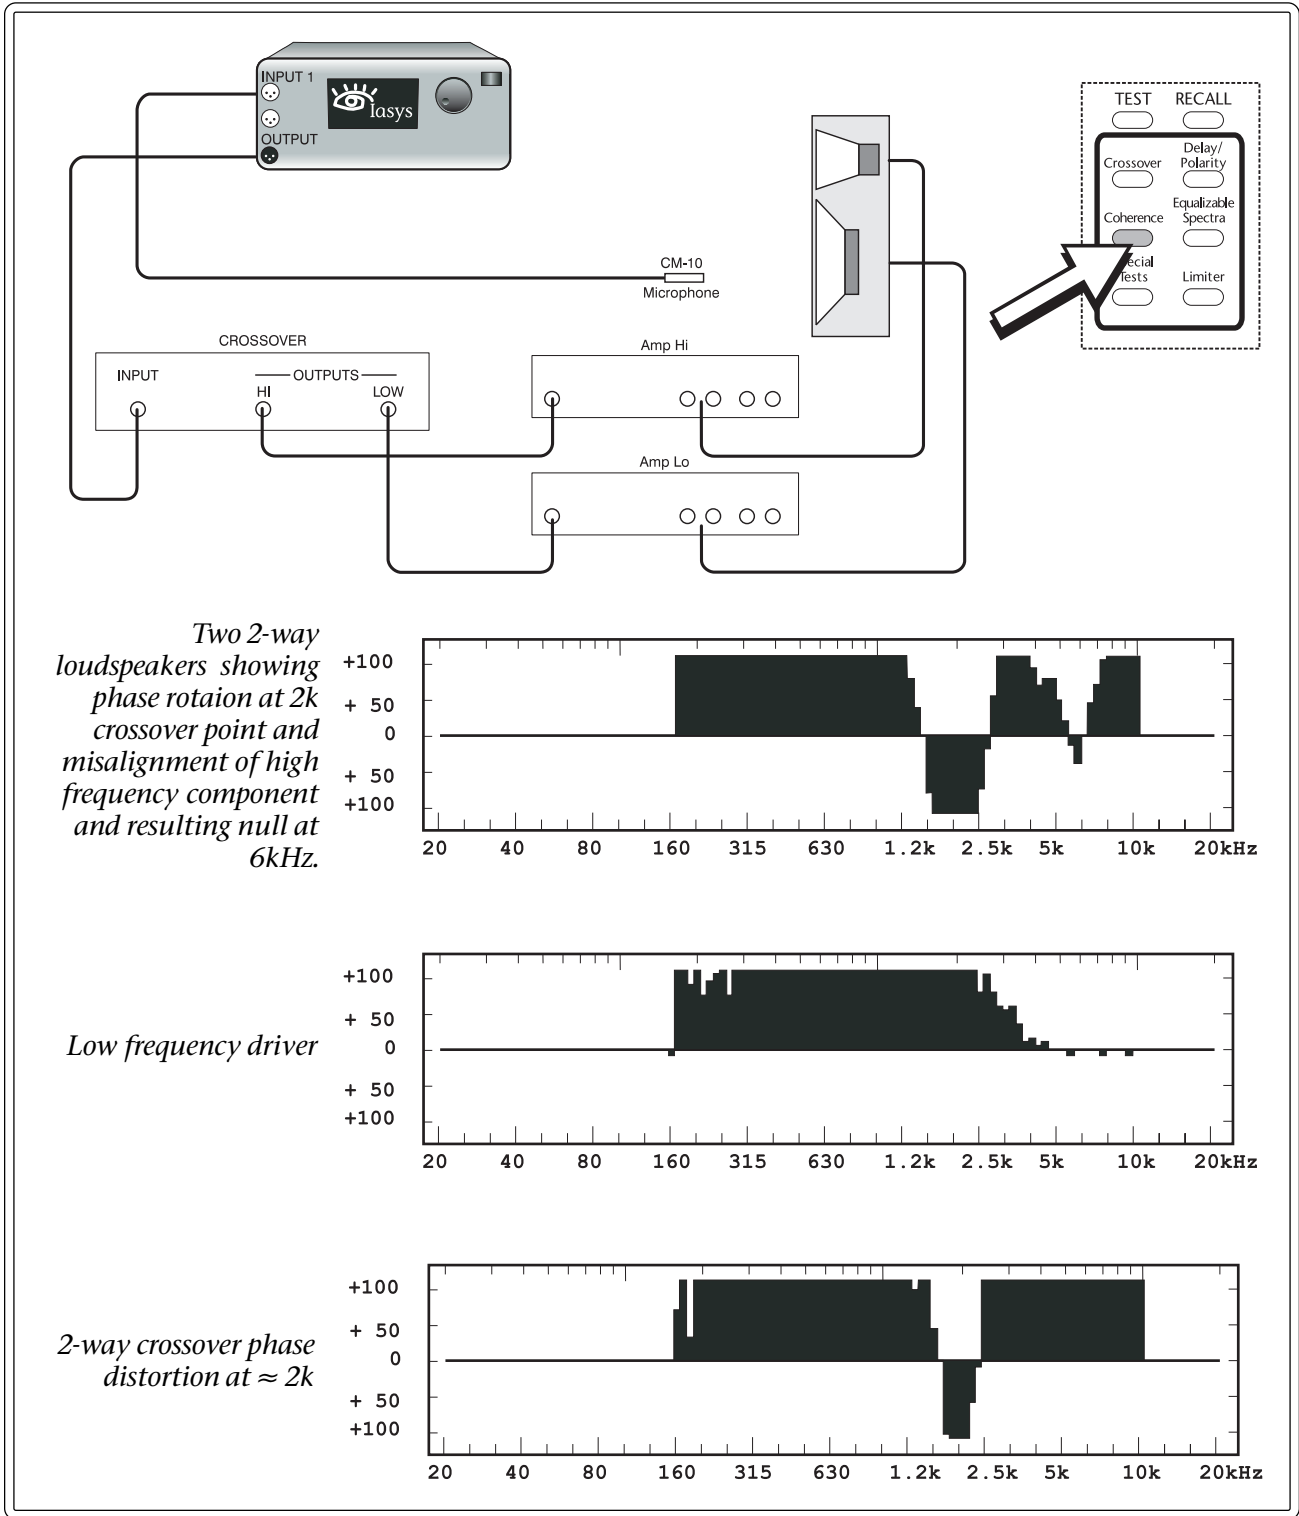 INPUT 1
Iasys
OUTPUT
TEST RECALL
Crossover
Delay/
Polarity
Coherence
Equalizable
Spectra
ecial
Tests
Limiter
CM-10
Microphone
CROSSOVER
INPUT
OUTPUTS
HI
LOW
Amp Hi
Amp Lo
Two 2-way
loudspeakers showing
phase rotaion at 2k
crossover point and
misalignment of high
frequency component
and resulting null at
6kHz.
+100
+ 50
0
+ 50
+100
20 40 80 160 315 630 1.2k 2.5k 5k 10k 20kHz
Low frequency driver
+100
+ 50
0
+ 50
+100
20 40 80 160 315 630 1.2k 2.5k 5k 10k 20kHz
2-way crossover phase
distortion at ≈ 2k
+100
+ 50
0
+ 50
+100
20 40 80 160 315 630 1.2k 2.5k 5k 10k 20kHz